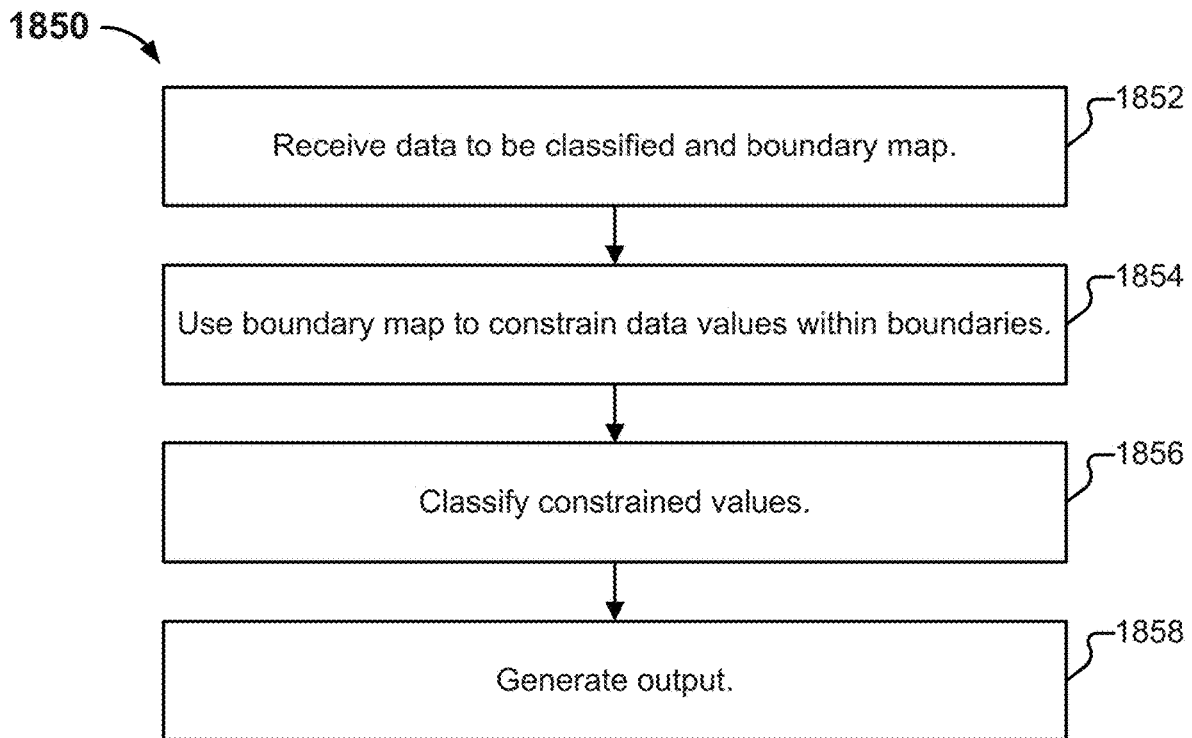 1850
1852
Receive data to be classified and boundary map.
1854
Use boundary map to constrain data values within boundaries.
1856
Classify constrained values.
1858
Generate output.